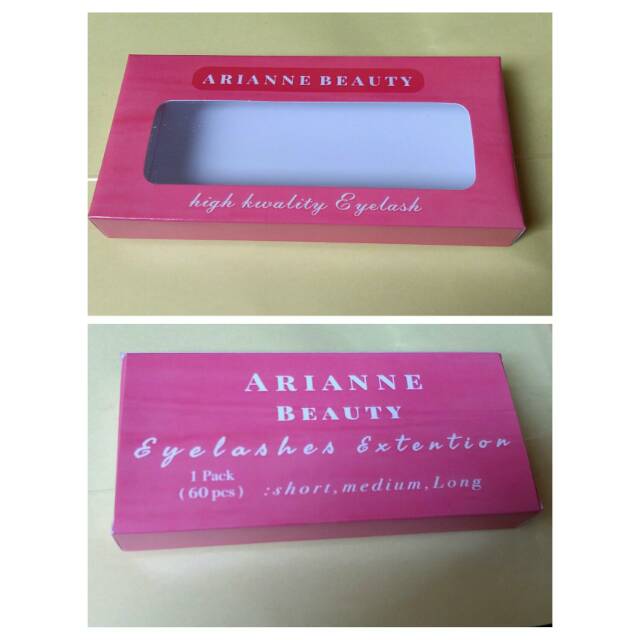 ARIANNE BEAUTY
high kwality Eyelash
ARIANNE
BEAUTY
Eyelashes Extention
1 Pack
(60 pcs) :short,medium,Long